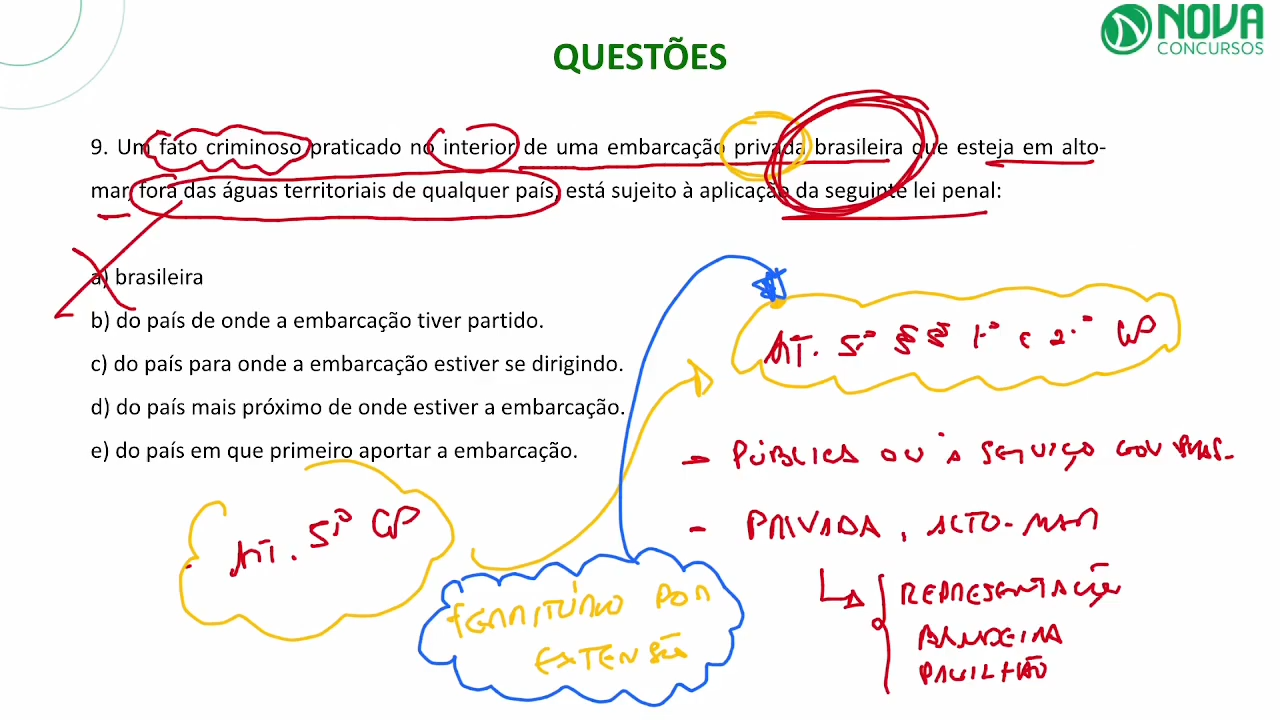 NOVA
CONCURSOS
QUESTÕES
9. Um fato criminoso praticado no interior de uma embarcação privada brasileira que esteja em alto-
mar, fora das águas territoriais de qualquer país, está sujeito à aplicação da seguinte lei penal:
a) brasileira
b) do país de onde a embarcação tiver partido.
c) do país para onde a embarcação estiver se dirigindo.
d) do país mais próximo de onde estiver a embarcação.
e) do país em que primeiro aportar a embarcação.
ART. 5º §§ 1º e 2º CP
PÚBLICA OU À SERVIÇO GOV
PRIVADA, ALTO-MAR
REPRESENTAÇÃO
BANDEIRA
PAVILHÃO
ART. 5º CP
TERRITÓRIO POR
EXTENSÃO